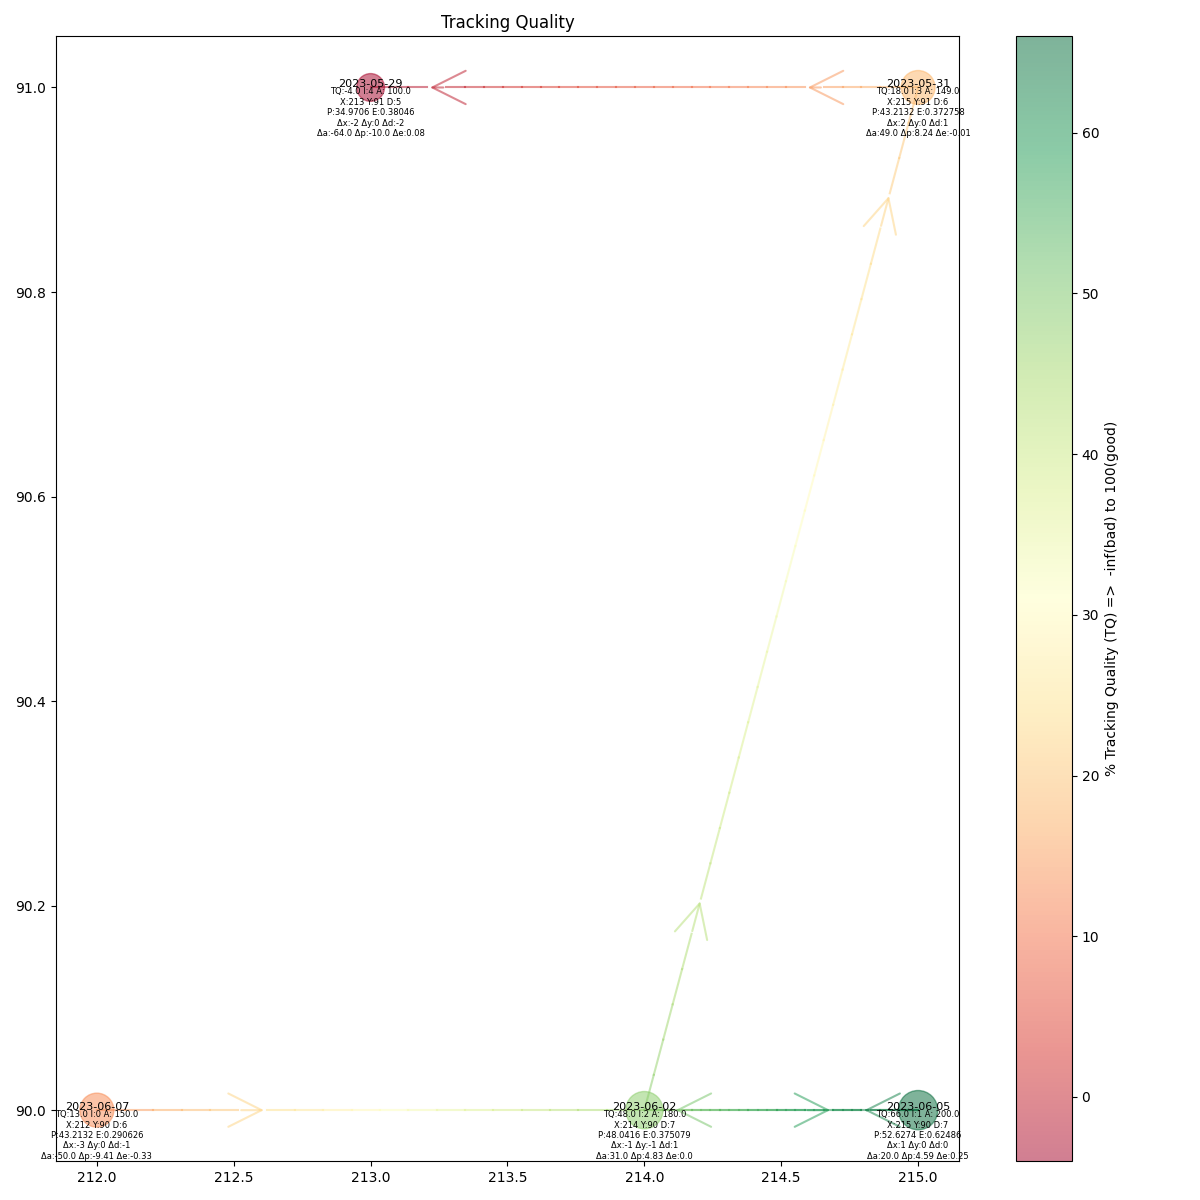 Tracking Quality
91.0
90.8
90.6
90.4
90.2
90.0
2023-05-29
TQ:-4.0 I:4 A: 100.0
X:213 Y:91 D:5
P:34.9706 E:0.38046
Δx:-2 Δy:0 Δd:-2
Δa:-64.0 Δp:-10.0 Δe:0.08
2023-05-31
TQ:18.0 I:3 A: 149.0
X:215 Y:91 D:6
P:43.2132 E:0.372758
Δx:2 Δy:0 Δd:1
Δa:49.0 Δp:8.24 Δe:-0.01
2023-06-07
TQ:13.0 I:0 A: 150.0
X:212 Y:90 D:6
P:43.2132 E:0.290626
Δx:-3 Δy:0 Δd:-1
Δa:-50.0 Δp:-9.41 Δe:-0.33
2023-06-02
TQ:48.0 I:2 A: 180.0
X:214 Y:90 D:7
P:48.0416 E:0.375079
Δx:-1 Δy:-1 Δd:1
Δa:31.0 Δp:4.83 Δe:0.0
2023-06-05
TQ:66.0 I:1 A: 200.0
X:215 Y:90 D:7
P:52.6274 E:0.62486
Δx:1 Δy:0 Δd:0
Δa:20.0 Δp:4.59 Δe:0.25
212.0
212.5
213.0
213.5
214.0
214.5
215.0
60
50
40
30
20
10
0
% Tracking Quality (TQ) => -inf(bad) to 100(good)